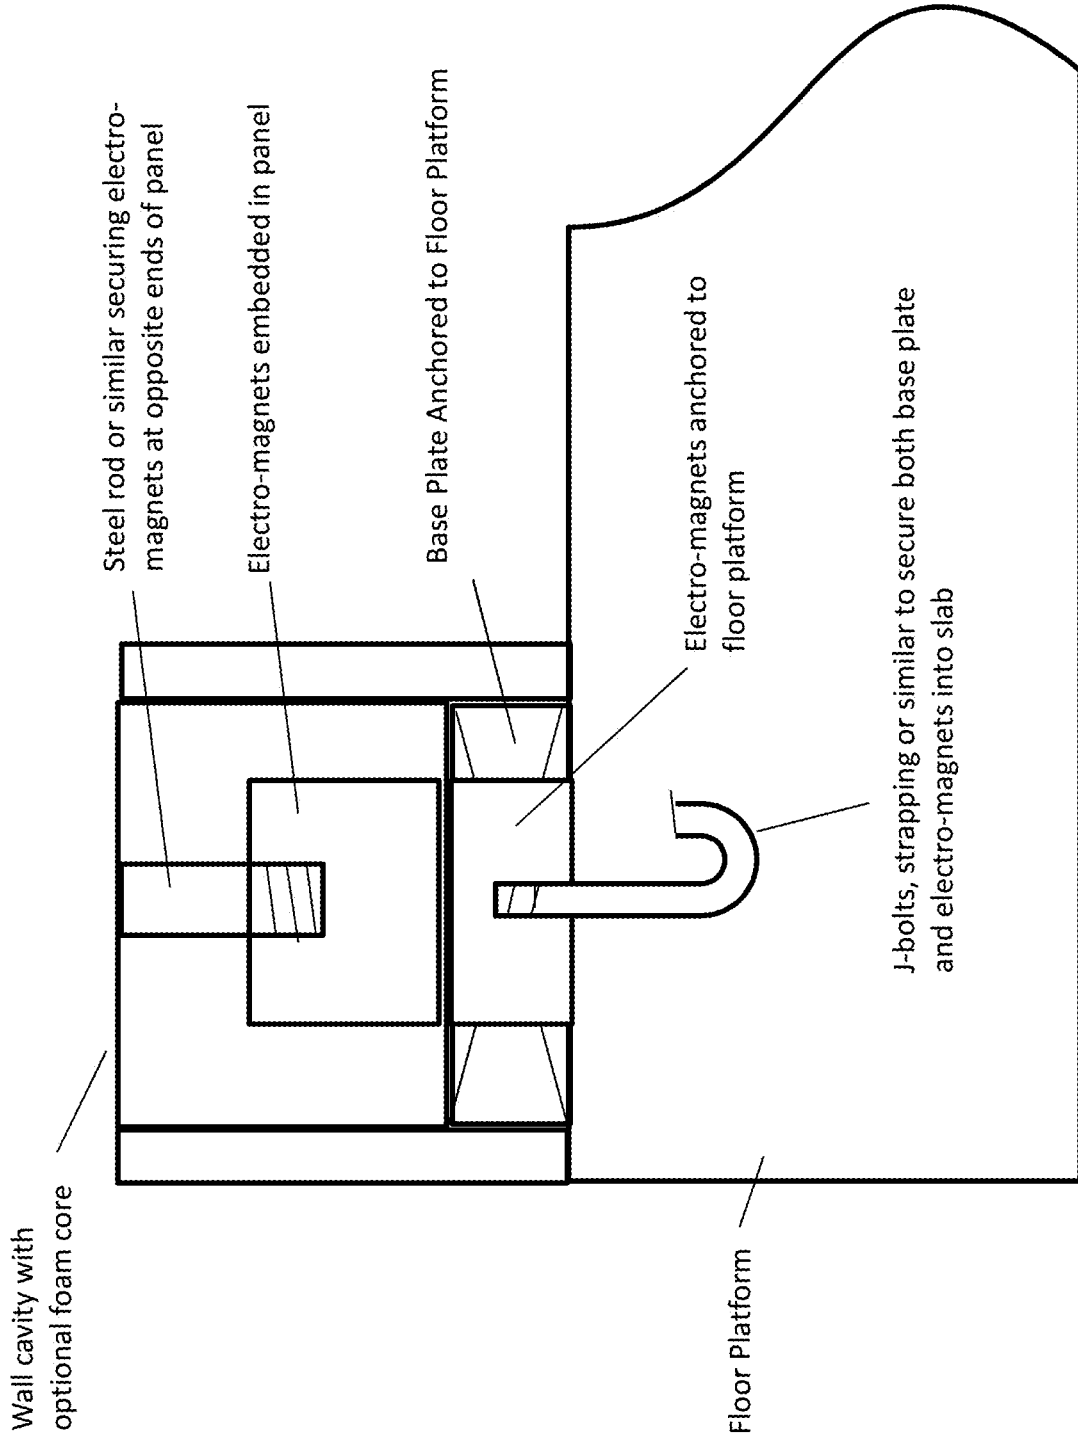 Wall cavity with
optional foam core
Steel rod or similar securing electro-
magnets at opposite ends of panel
Electro-magnets embedded in panel
Base Plate Anchored to Floor Platform
Electro-magnets anchored to
floor platform
Floor Platform
J-bolts, strapping or similar to secure both base plate
and electro-magnets into slab